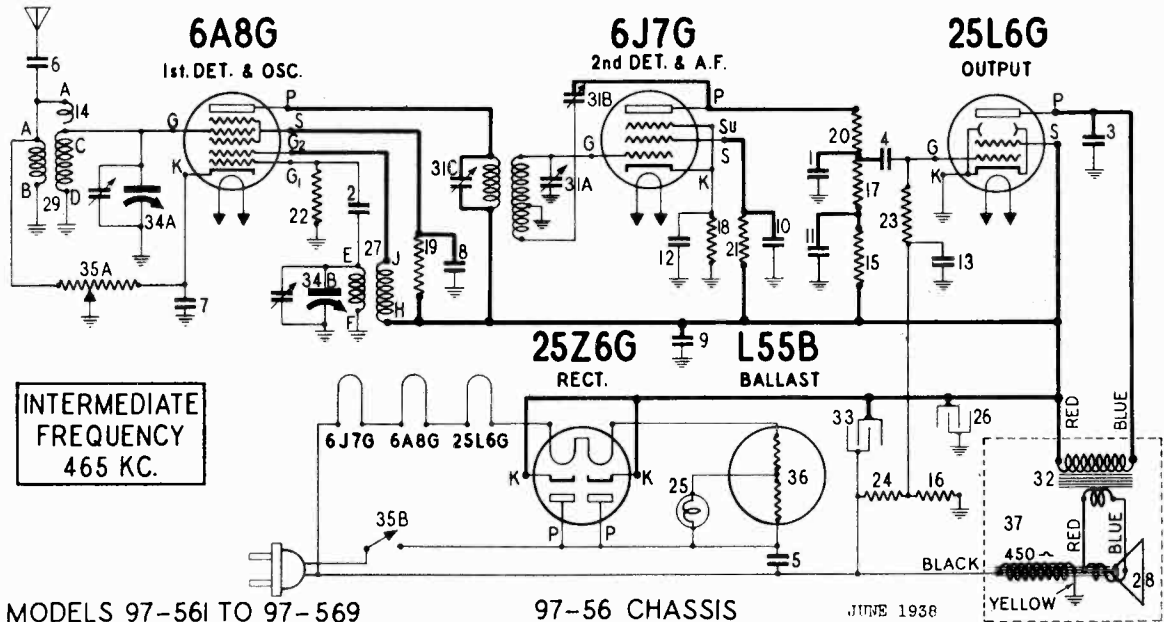 6A8G
1st. DET. & OSC.
6J7G
2nd DET. & A.F.
25L6G
OUTPUT
6
A
14
A
C
B
29
D
34A
35A
7
G
K
P
S
G2
G1
22
2
27
E
J
34B
F
H
19
8
31C
31B
31A
G
P
Su
S
K
12
18
21
10
20
1
4
17
11
15
G
K
23
13
P
S
3
9
25Z6G
RECT.
L55B
BALLAST
INTERMEDIATE
FREQUENCY
465 KC.
6J7G
6A8G
25L6G
K
K
P
P
35B
25
36
5
33
26
24
16
RED
BLUE
32
37
450~
RED
BLUE
28
BLACK
YELLOW
MODELS 97-561 TO 97-569
97-56 CHASSIS
JUNE 1938